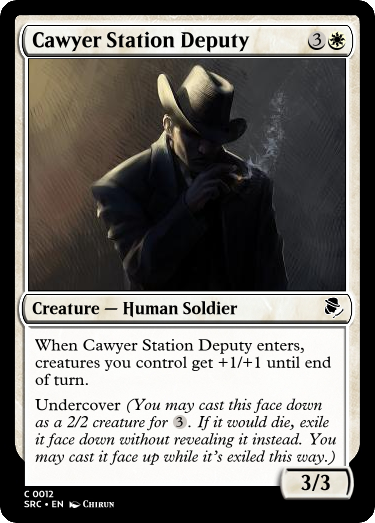 Cawyer Station Deputy 3
Creature — Human Soldier
When Cawyer Station Deputy enters,
creatures you control get +1/+1 until end
of turn.
Undercover (You may cast this face down
as a 2/2 creature for 3. If it would die, exile
it face down without revealing it instead. You
may cast it face up while it's exiled this way.)
3/3
C 0012
SRC • EN Chirun